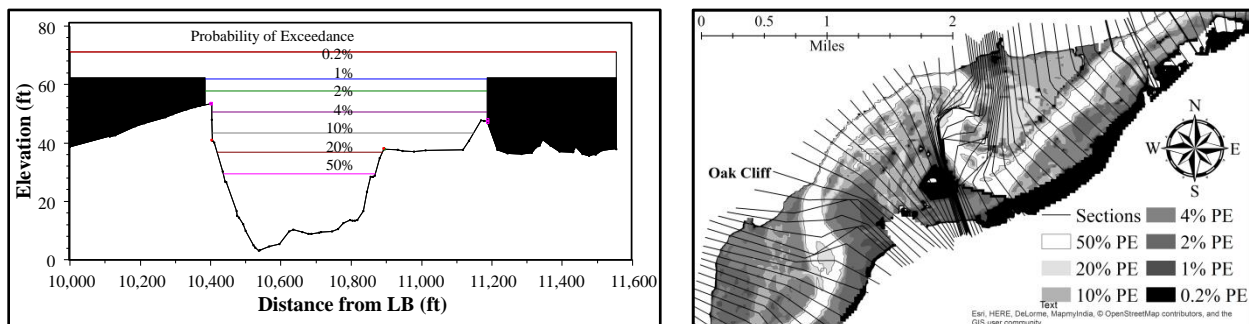 80
60
40
20
0
Elevation (ft)
Probability of Exceedance
0.2%
1%
2%
4%
10%
20%
50%
10,000 10,200 10,400 10,600 10,800 11,000 11,200 11,400 11,600
Distance from LB (ft)
0 0.5 1 2
Miles
Oak Cliff
N
W E
S
Sections
50% PE
20% PE
10% PE
4% PE
2% PE
1% PE
0.2% PE
Text
Esri, HERE, DeLorme, MapmyIndia, © OpenStreetMap contributors, and the
GIS user community